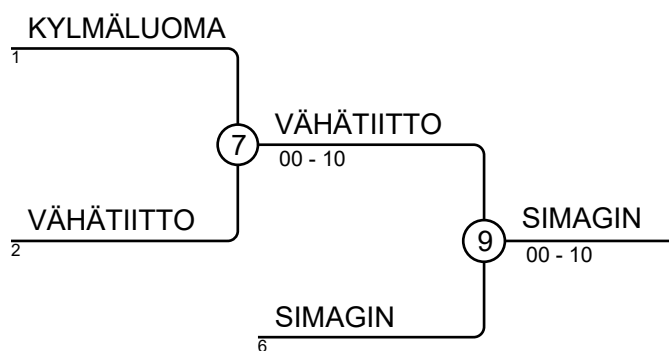 KYLMÄLUOMA
1
7
VÄHÄTIITTO
00 - 10
VÄHÄTIITTO
2
9
SIMAGIN
00 - 10
SIMAGIN
6